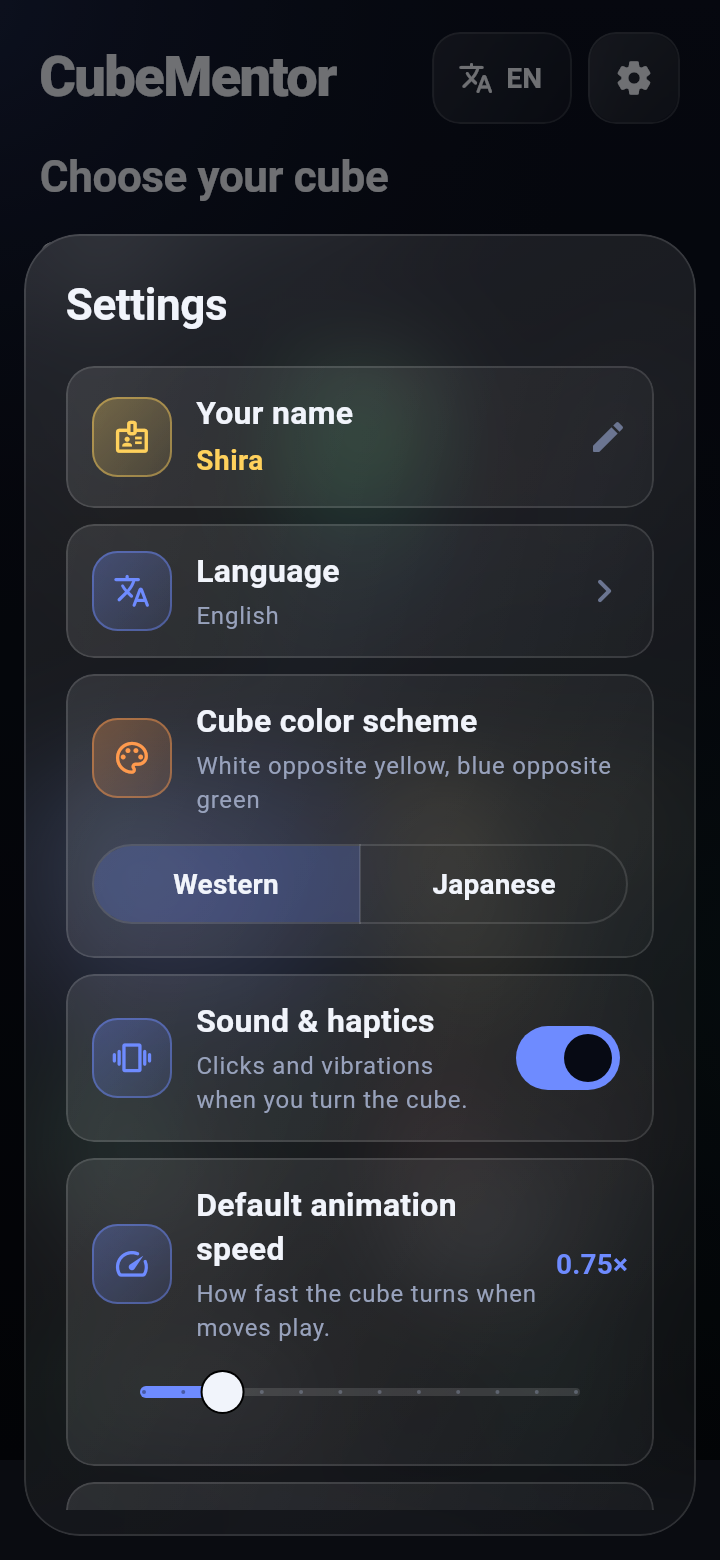 CubeMentor
EN
Choose your cube
Settings
Your name
Shira
Language
English
Cube color scheme
White opposite yellow, blue opposite
green
Western
Japanese
Sound & haptics
Clicks and vibrations
when you turn the cube.
Default animation
speed
0.75×
How fast the cube turns when
moves play.